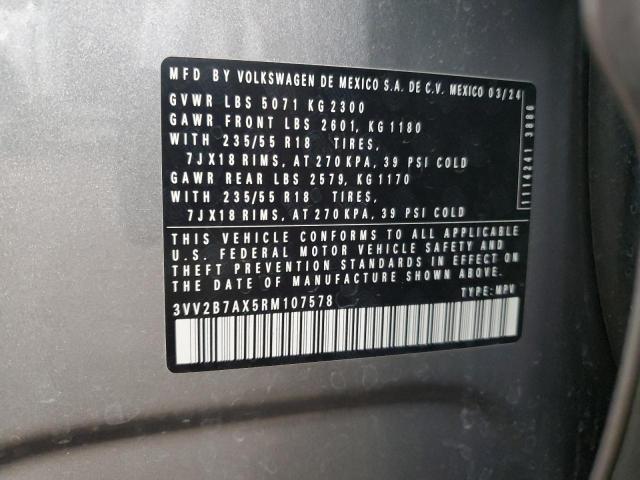 MFD BY VOLKSWAGEN DE MEXICO S.A. DE C.V. MEXICO 03/24
GVWR LBS 5071 KG 2300
GAWR FRONT LBS 2601, KG 1180
WITH 235/55 R18 TIRES,
7JX18 RIMS, AT 270 KPA, 39 PSI COLD
GAWR REAR LBS 2579, KG 1170
WITH 235/55 R18 TIRES,
7JX18 RIMS, AT 270 KPA, 39 PSI COLD
1114241 3880
THIS VEHICLE CONFORMS TO ALL APPLICABLE
U.S. FEDERAL MOTOR VEHICLE SAFETY AND
THEFT PREVENTION STANDARDS IN EFFECT ON
THE DATE OF MANUFACTURE SHOWN ABOVE.
3VV2B7AX5RM107578 TYPE: MPV